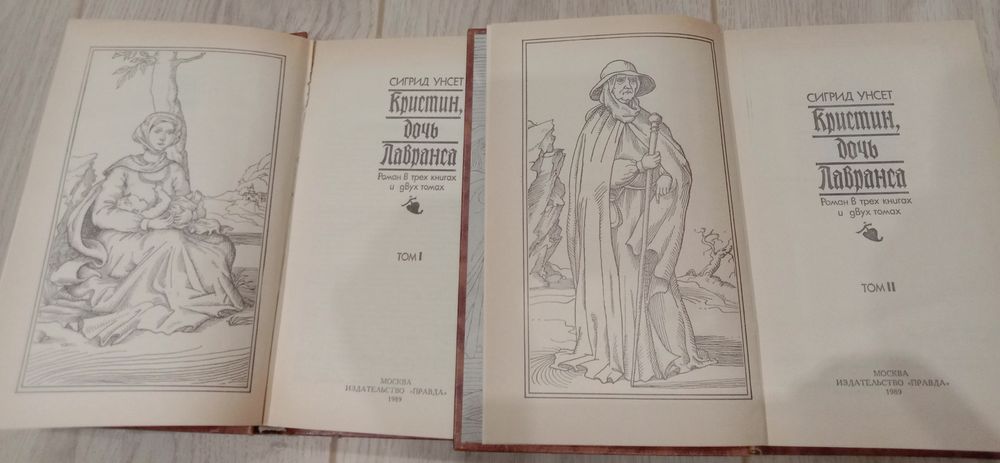 СИГРИД УНСЕТ
Кристин,
дочь
Лавранса
Роман в трех книгах
и двух томах
ТОМ I
МОСКВА
ИЗДАТЕЛЬСТВО «ПРАВДА»
1989
СИГРИД УНСЕТ
Кристин,
дочь
Лавранса
Роман в трех книгах
и двух томах
ТОМ II
МОСКВА
ИЗДАТЕЛЬСТВО «ПРАВДА»
1989